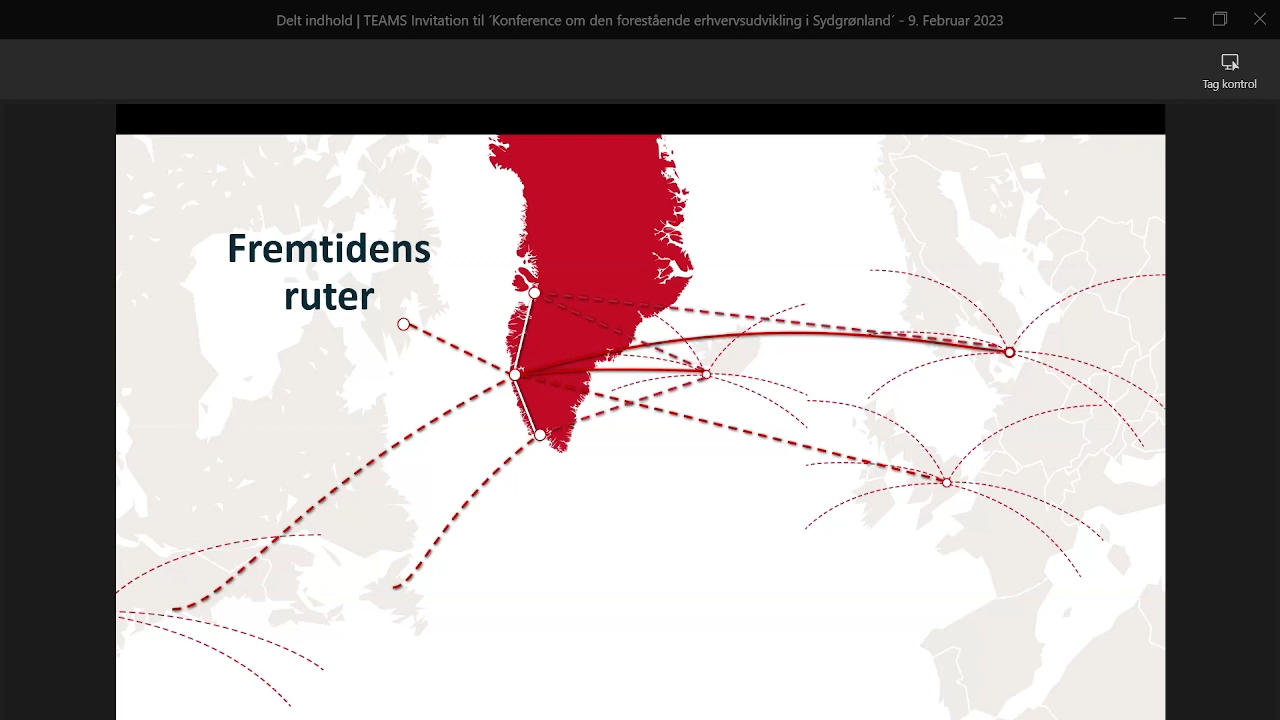 Delt indhold | TEAMS Invitation til ´Konference om den forestående erhvervsudvikling i Sydgrønland´ - 9. Februar 2023
Tag kontrol
Fremtidens
ruter